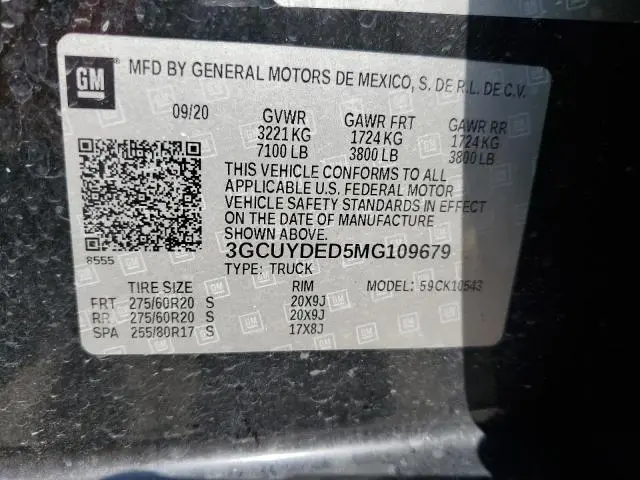 GM
MFD BY GENERAL MOTORS DE MEXICO, S. DE R.L. DE C.V.
09/20 GVWR GAWR FRT GAWR RR
3221 KG 1724 KG 1724 KG
7100 LB 3800 LB 3800 LB
THIS VEHICLE CONFORMS TO ALL
APPLICABLE U.S. FEDERAL MOTOR
VEHICLE SAFETY STANDARDS IN EFFECT
ON THE DATE OF MANUFACTURE
SHOWN ABOVE.
8555 3GCUYDED5MG109679
TYPE: TRUCK MODEL: 59CK10543
TIRE SIZE RIM
FRT 275/60R20 S 20X9J
RR 275/60R20 S 20X9J
SPA 255/80R17 S 17X8J